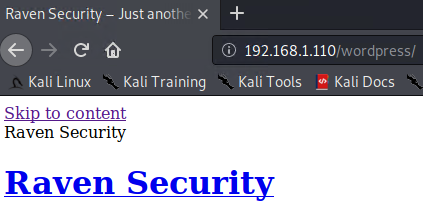 Raven Security – Just anothe
192.168.1.110/wordpress/
Kali Linux Kali Training Kali Tools Kali Docs
Skip to content
Raven Security
Raven Security